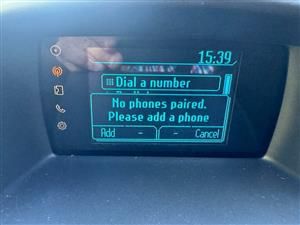 15:39
Dial a number
No phones paired.
Please add a phone
Add - Cancel